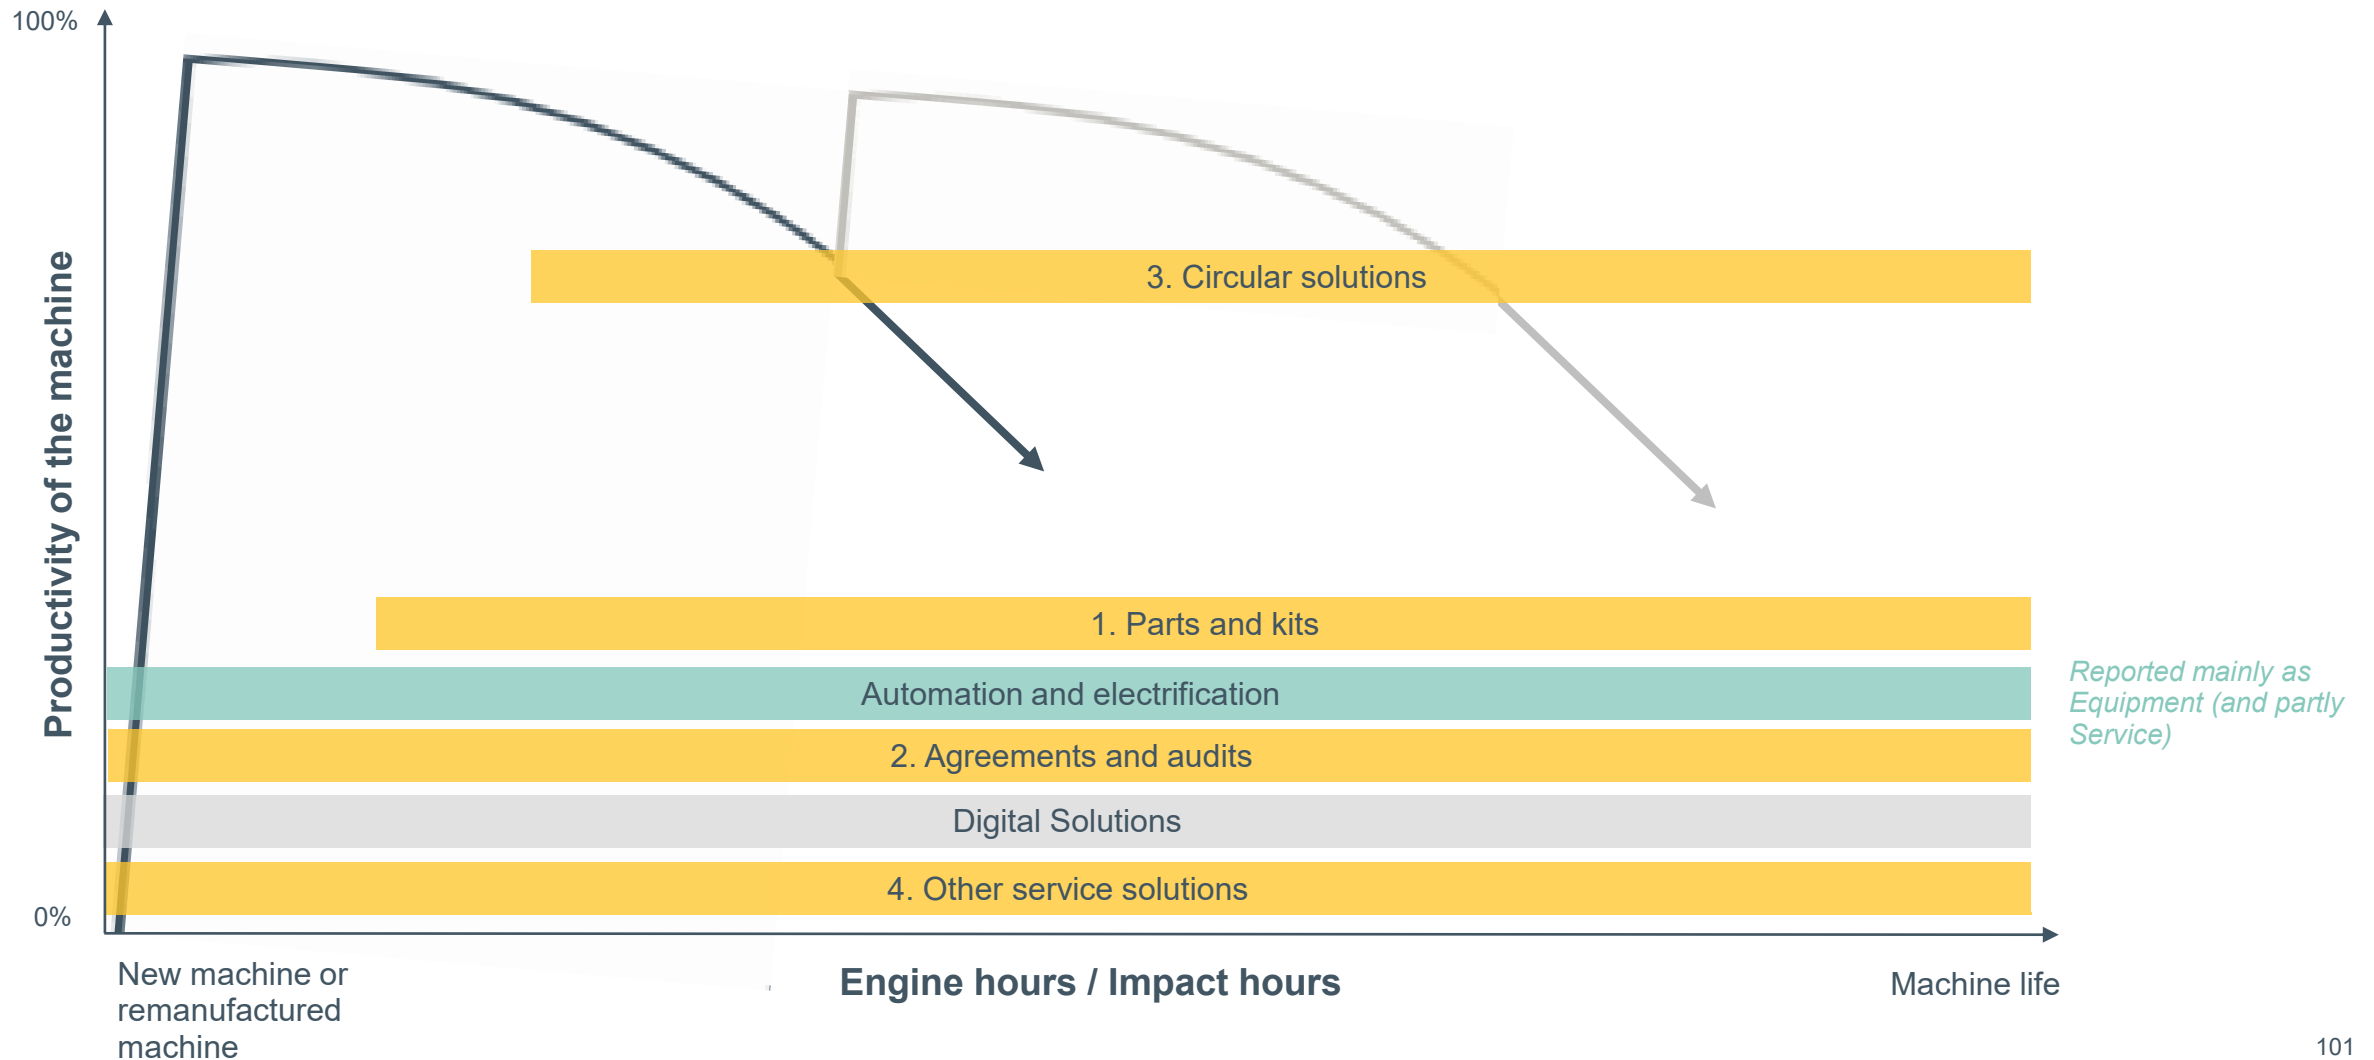 100%
Productivity of the machine
3. Circular solutions
1. Parts and kits
Automation and electrification
Reported mainly as
Equipment (and partly
Service)
2. Agreements and audits
Digital Solutions
4. Other service solutions
0%
New machine or
remanufactured
machine
Engine hours / Impact hours
Machine life
101